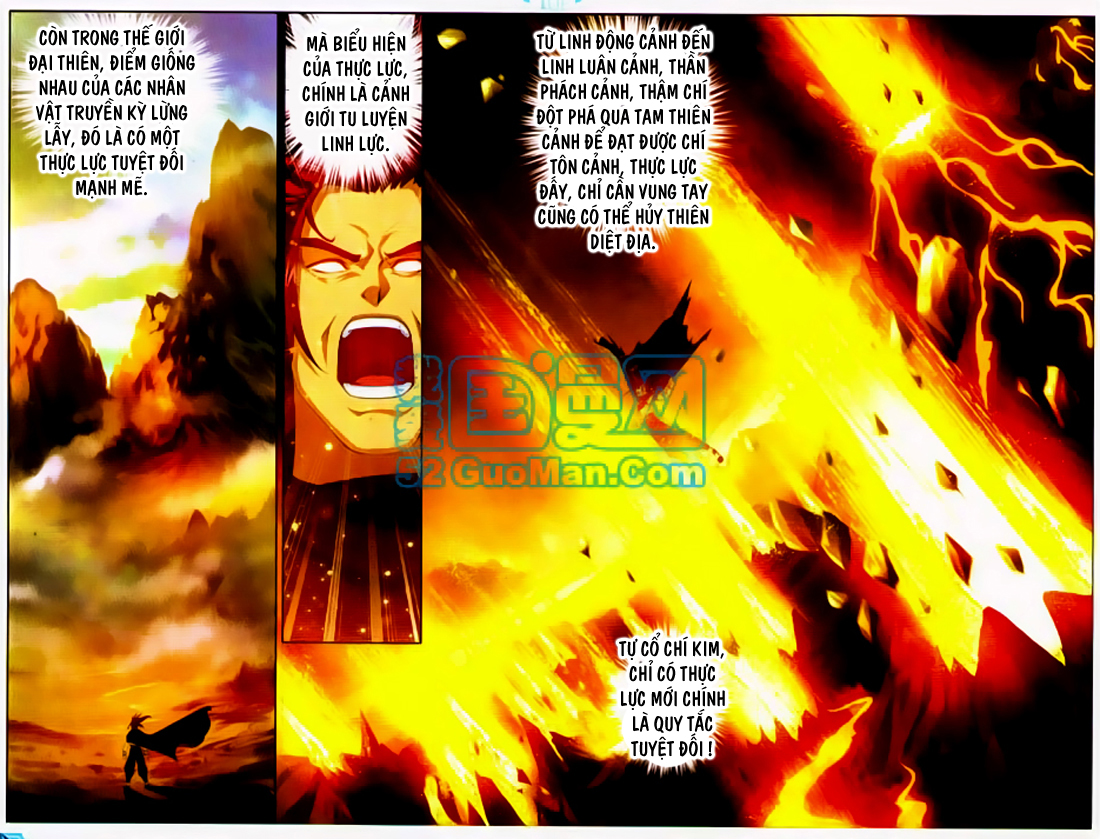 CÒN TRONG THẾ GIỚI
ĐẠI THIÊN, ĐIỂM GIỐNG
NHAU CỦA CÁC NHÂN
VẬT TRUYỀN KỲ LỪNG
LẪY, ĐÓ LÀ CÓ MỘT
THỰC LỰC TUYỆT ĐỐI
MẠNH MẼ.
MÀ BIỂU HIỆN
CỦA THỰC LỰC,
CHÍNH LÀ CẢNH
GIỚI TU LUYỆN
LINH LỰC.
TỪ LINH ĐỘNG CẢNH ĐẾN
LINH LUÂN CẢNH, THẦN
PHÁCH CẢNH, THẬM CHÍ
ĐỘT PHÁ QUA TAM THIÊN
CẢNH ĐỂ ĐẠT ĐƯỢC CHÍ
TÔN CẢNH, THỰC LỰC
ĐẤY, CHỈ CẦN VUNG TAY
CŨNG CÓ THỂ HỦY THIÊN
DIỆT ĐỊA.
国漫网
52GuoMan.Com
TỰ CỔ CHÍ KIM,
CHỈ CÓ THỰC
LỰC MỚI CHÍNH
LÀ QUY TẮC
TUYỆT ĐỐI !